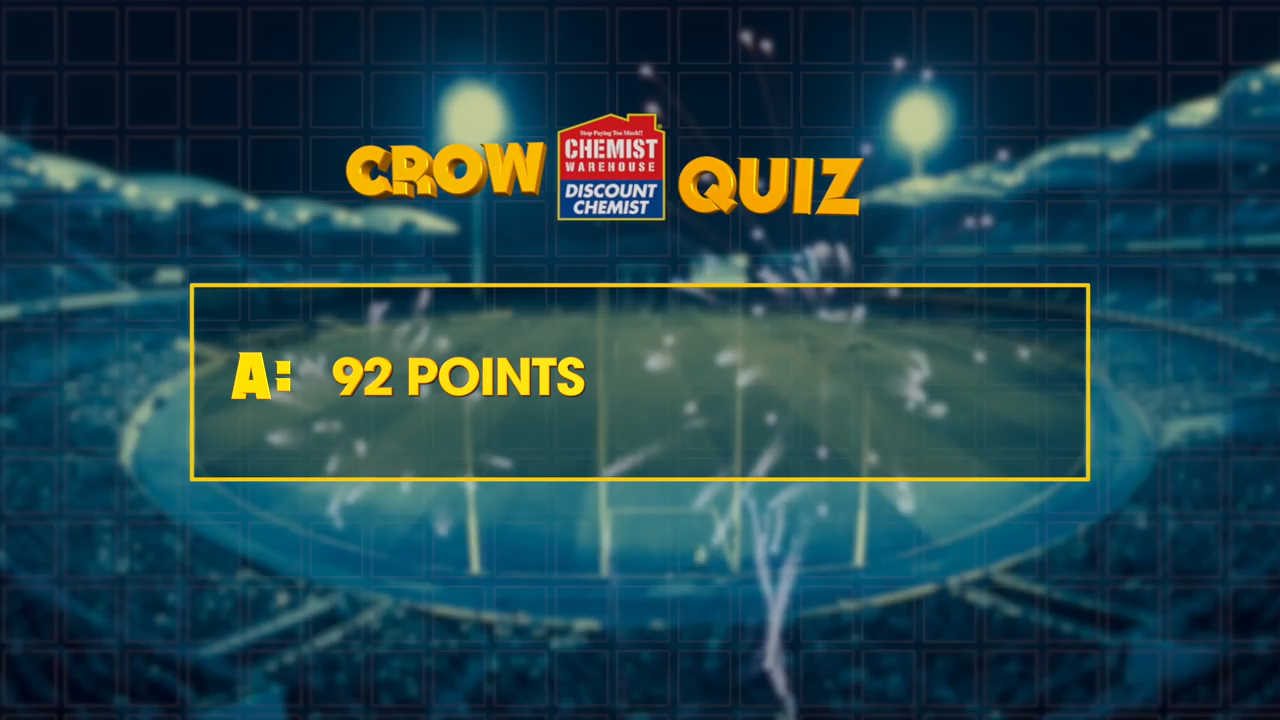 CROW
Stop Paying Too Much!!
CHEMIST
WAREHOUSE
DISCOUNT
CHEMIST
QUIZ
A: 92 POINTS